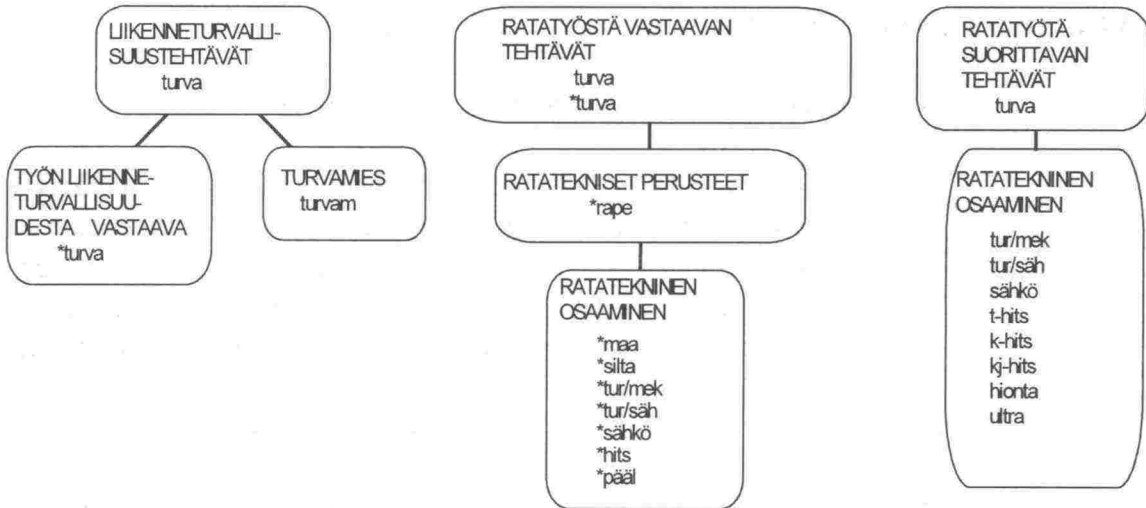 LIIKENNETURVALLI-
SUUSTEHTÄVÄT
turva
TYÖN LIIKENNE-
TURVALLISUU-
DESTA VASTAAVA
*turva
TURVAMIES
turvam
RATATYÖSTÄ VASTAAVAN
TEHTÄVÄT
turva
*turva
RATATEKNISET PERUSTEET
*rape
RATATEKNINEN
OSAAMINEN
*maa
*silta
*tur/mek
*tur/säh
*sähkö
*hits
*pääl
RATATYÖTÄ
SUORITTAVAN
TEHTÄVÄT
turva
RATATEKNINEN
OSAAMINEN
tur/mek
tur/säh
sähkö
t-hits
k-hits
kj-hits
hionta
ultra